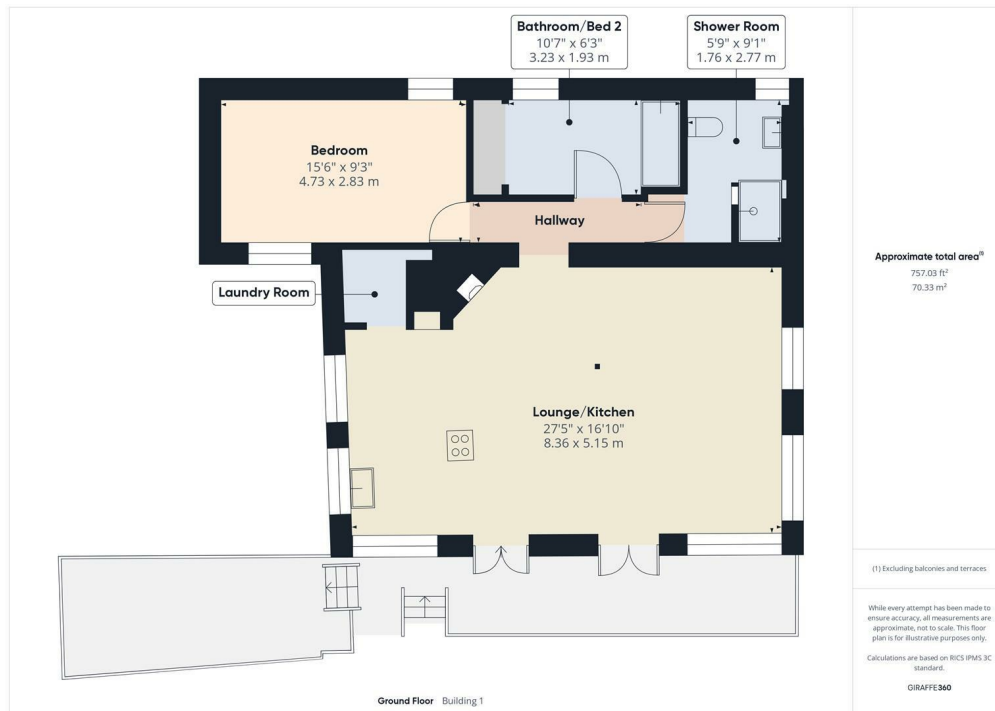 Bathroom/Bed 2
10'7" x 6'3"
3.23 x 1.93 m
Shower Room
5'9" x 9'1"
1.76 x 2.77 m
Bedroom
15'6" x 9'3"
4.73 x 2.83 m
Hallway
Laundry Room
Lounge/Kitchen
27'5" x 16'10"
8.36 x 5.15 m
Ground Floor Building 1
Approximate total area(1)
757.03 ft²
70.33 m²
(1) Excluding balconies and terraces
While every attempt has been made to
ensure accuracy, all measurements are
approximate, not to scale. This floor
plan is for illustrative purposes only.
Calculations are based on RICS IPMS 3C
standard.
GIRAFFE360